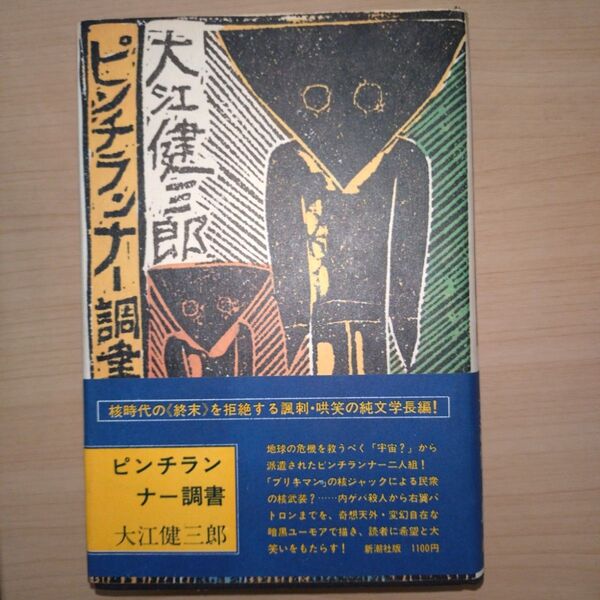 大江健三郎
ピンチランナー調書
核時代の《終末》を拒絶する諷刺・哄笑の純文学長編!
ピンチラン
ナー調書
大江健三郎
地球の危機を救うべく「宇宙?」から
派遣されたピンチランナー二人組!
「ブリキマン」の核ジャックによる民衆
の核武装?……内ゲバ殺人から右翼パ
トロンまでを、奇想天外・変幻自在な
暗黒ユーモアで描き、読者に希望と大
笑いをもたらす! 新潮社版 1100円